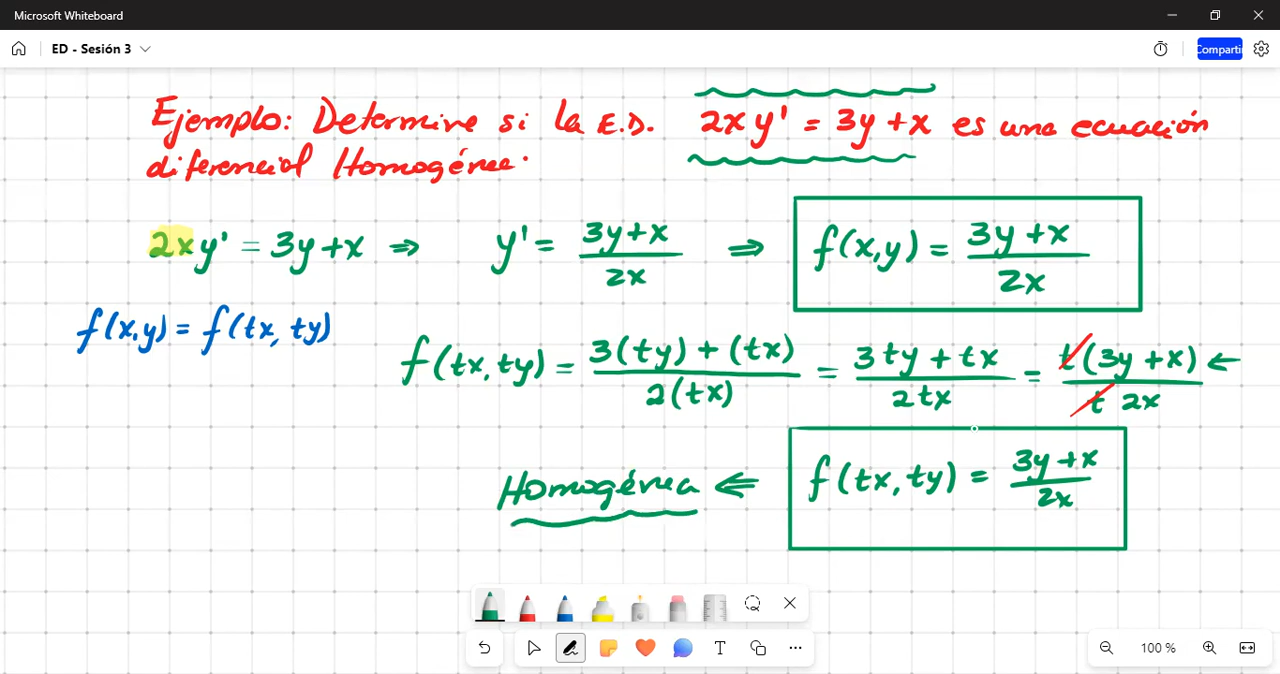 Microsoft Whiteboard
ED - Sesión 3
Comparti
Ejemplo: Determine si la E.D. 2xy' = 3y + x es una ecuación
diferencial Homogénea.
2xy' = 3y + x ⇒ y' = (3y + x)/(2x) ⇒ f(x,y) = (3y + x)/(2x)
f(x,y) = f(tx, ty)
f(tx, ty) = (3(ty) + (tx))/(2(tx)) = (3ty + tx)/(2tx) = (t(3y + x))/(t 2x) ←
Homogénea ⇐ f(tx, ty) = (3y + x)/(2x)
T
100 %